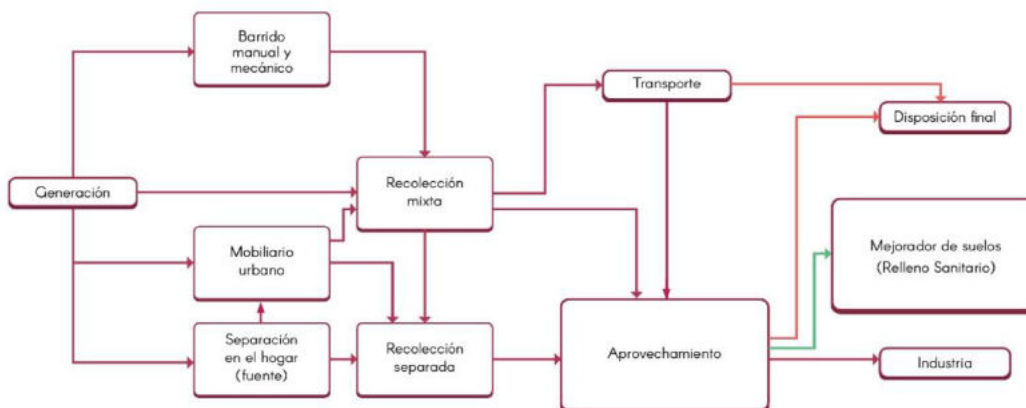 Barrido
manual y
mecánico
Transporte
Disposición final
Generación
Recolección
mixta
Mobiliario
urbano
Mejorador de suelos
(Relleno Sanitario)
Separación
en el hogar
(fuente)
Recolección
separada
Aprovechamiento
Industria